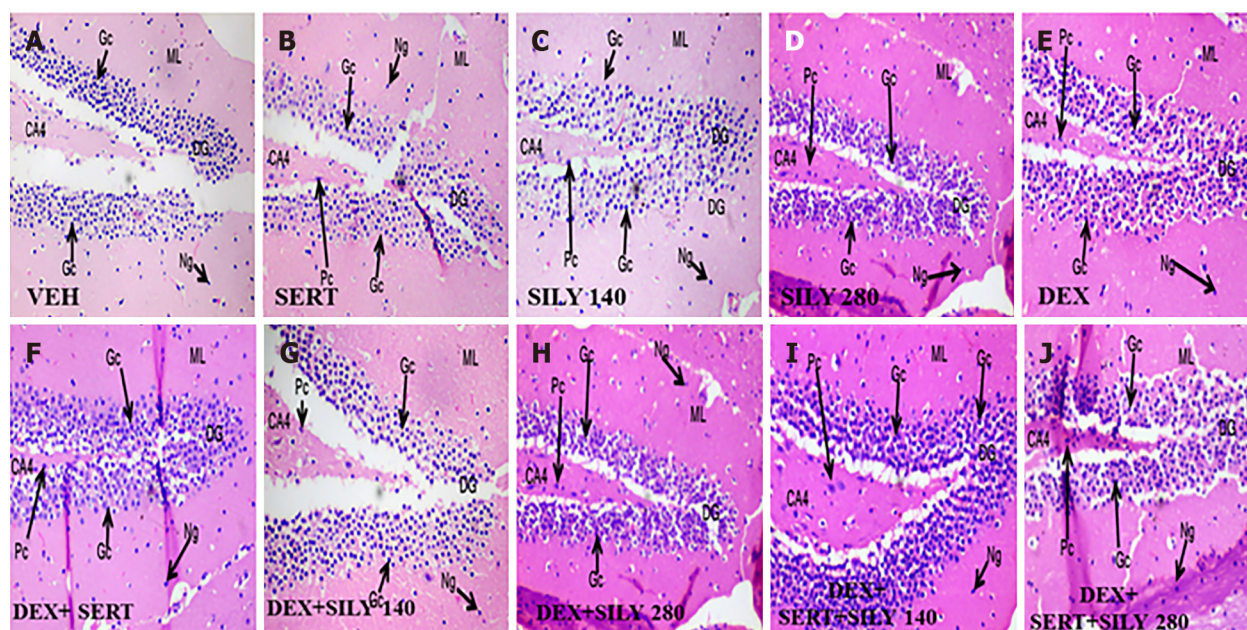 A
Gc
ML
CA4
DG
Gc
Ng
VEH
B
Ng
ML
Gc
CA4
DG
Pc
Gc
SERT
C
Gc
ML
DG
CA4
DG
Pc
Gc
Ng
SILY 140
D
ML
Pc
Gc
CA4
DG
Gc
Ng
SILY 280
E
Pc
Gc
ML
CA4
DG
Gc
Ng
DEX
F
ML
Gc
DG
CA4
Pc
Gc
Ng
DEX+ SERT
G
Pc
Gc
ML
CA4
DG
Gc
Ng
DEX+SILY 140
H
Gc
Ng
ML
Pc
CA4
DG
Gc
DEX+SILY 280
I
Pc
ML
Gc
Gc
DG
CA4
Ng
DEX+
SERT+SILY 140
J
Gc
ML
CA4
DG
Pc
Gc
Ng
DEX+
SERT+SILY 280